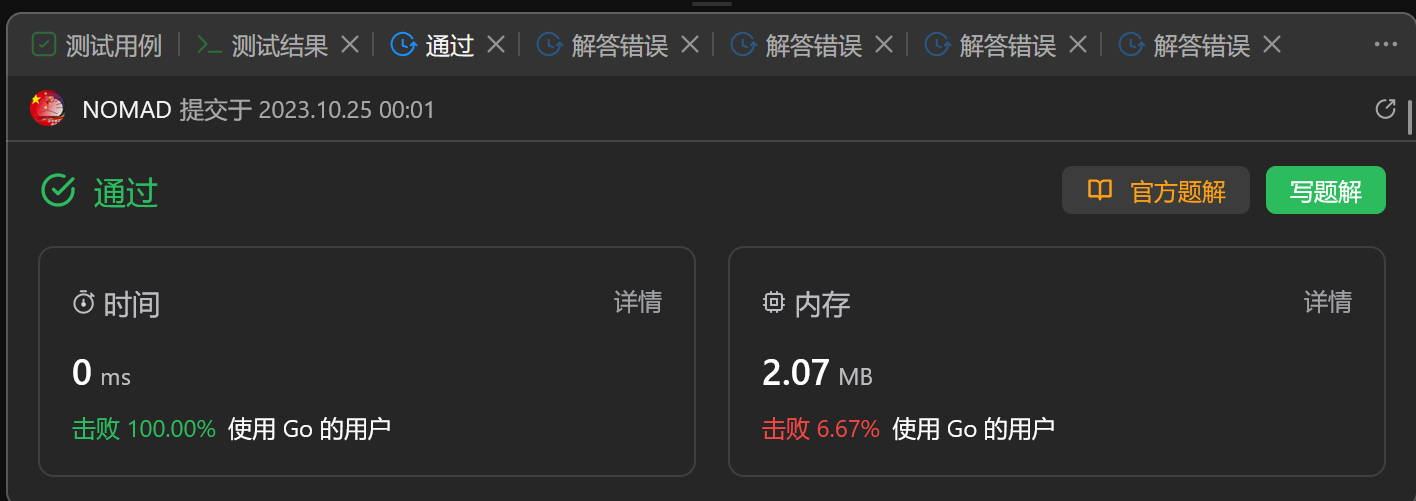 测试用例 测试结果 通过 解答错误 解答错误 解答错误 解答错误
NOMAD 提交于 2023.10.25 00:01
通过 官方题解 写题解
时间 详情 内存 详情
0 ms 2.07 MB
击败 100.00% 使用 Go 的用户 击败 6.67% 使用 Go 的用户